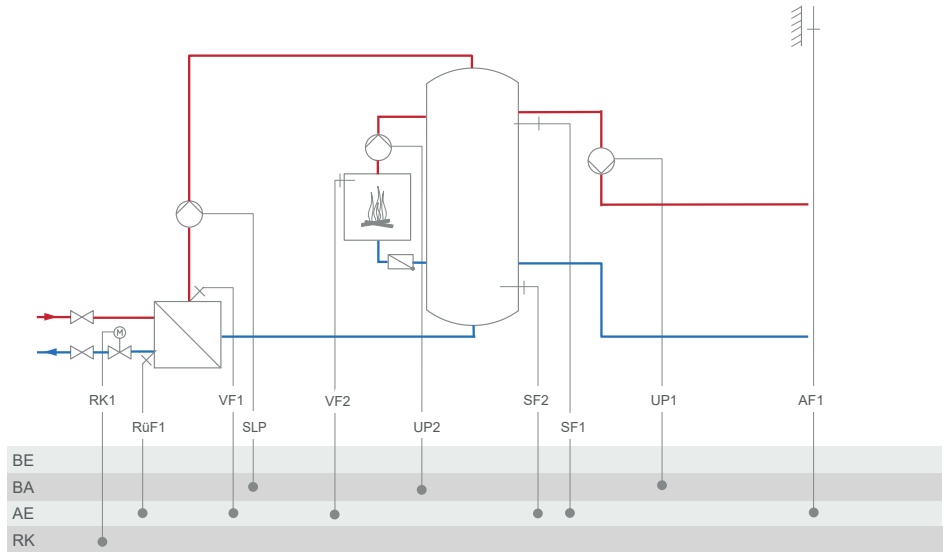 M
RK1
VF1
VF2
SF2
UP1
AF1
RüF1
SLP
UP2
SF1
BE
BA
AE
RK